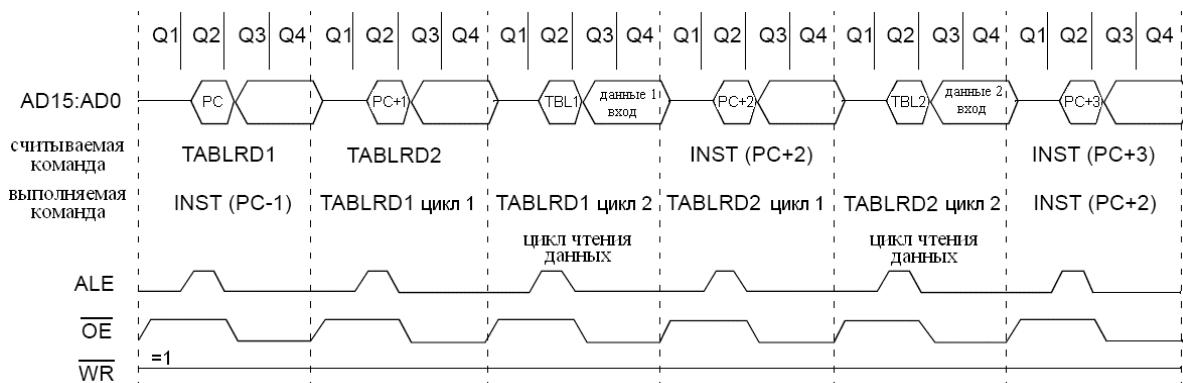 Q1 Q2 Q3 Q4 Q1 Q2 Q3 Q4 Q1 Q2 Q3 Q4 Q1 Q2 Q3 Q4 Q1 Q2 Q3 Q4 Q1 Q2 Q3 Q4
AD15:AD0 PC PC+1 TBL1 данные 1 вход PC+2 TBL2 данные 2 вход PC+3
считываемая команда TABLRD1 TABLRD2 INST (PC+2) INST (PC+3)
выполняемая команда INST (PC-1) TABLRD1 цикл 1 TABLRD1 цикл 2 TABLRD2 цикл 1 TABLRD2 цикл 2 INST (PC+2)
цикл чтения данных цикл чтения данных
ALE
OE
=1
WR